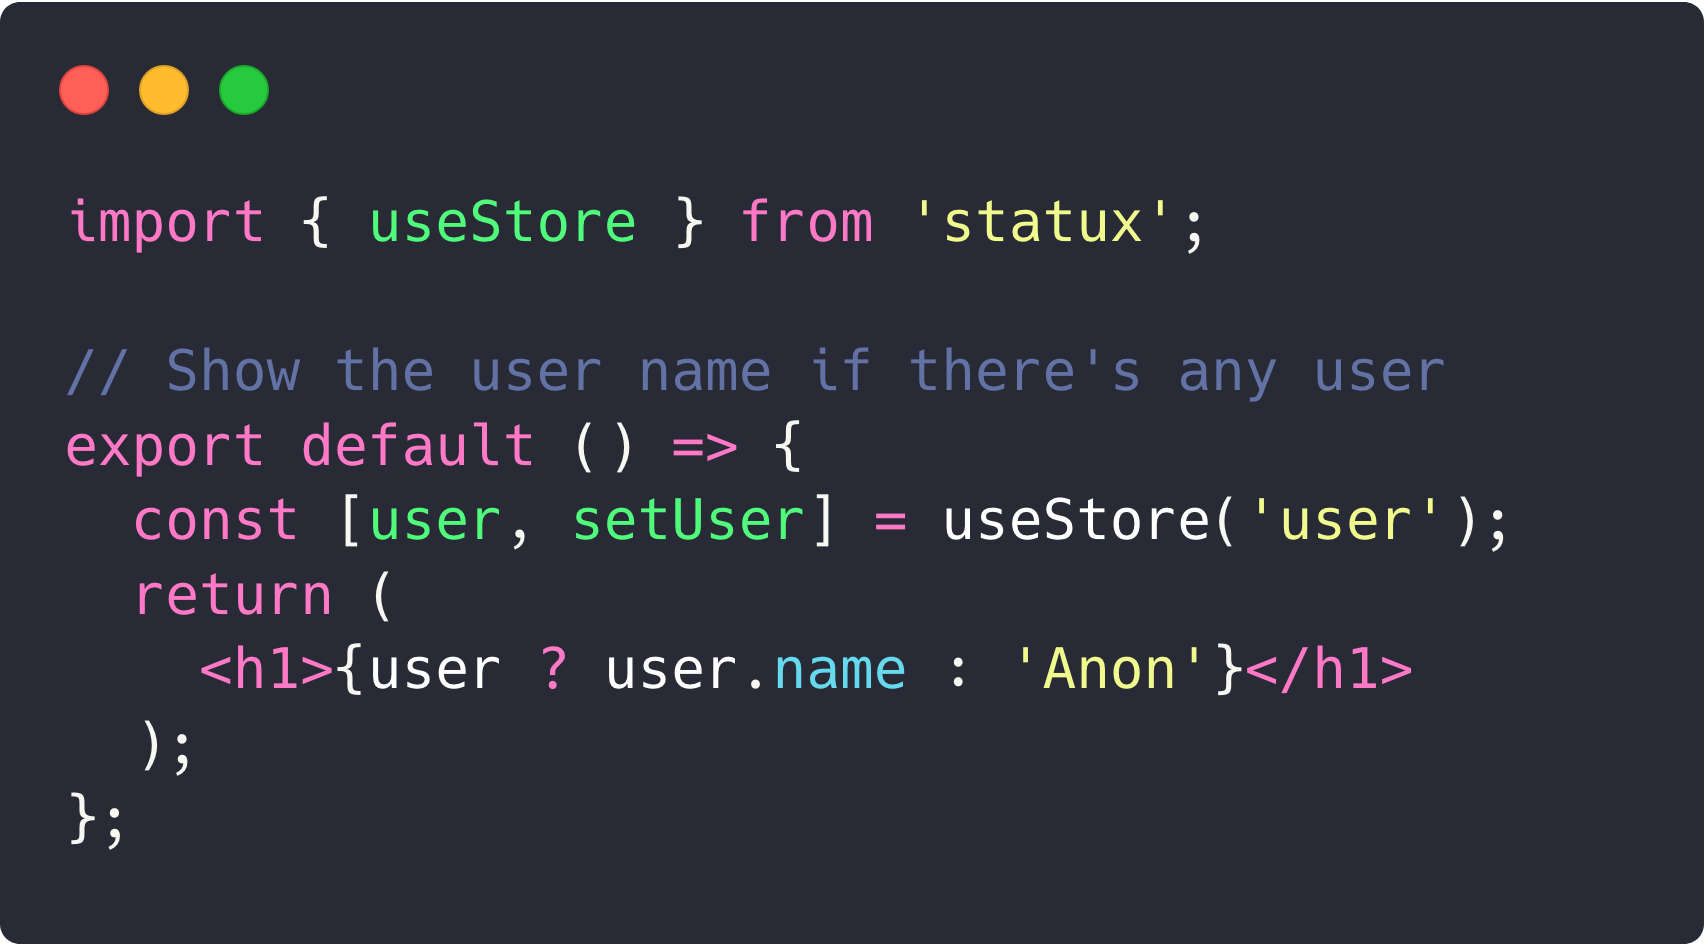 import { useStore } from 'statux';
// Show the user name if there's any user
export default () => {
const [user, setUser] = useStore('user');
return (
<h1>{user ? user.name : 'Anon'}</h1>
);
};